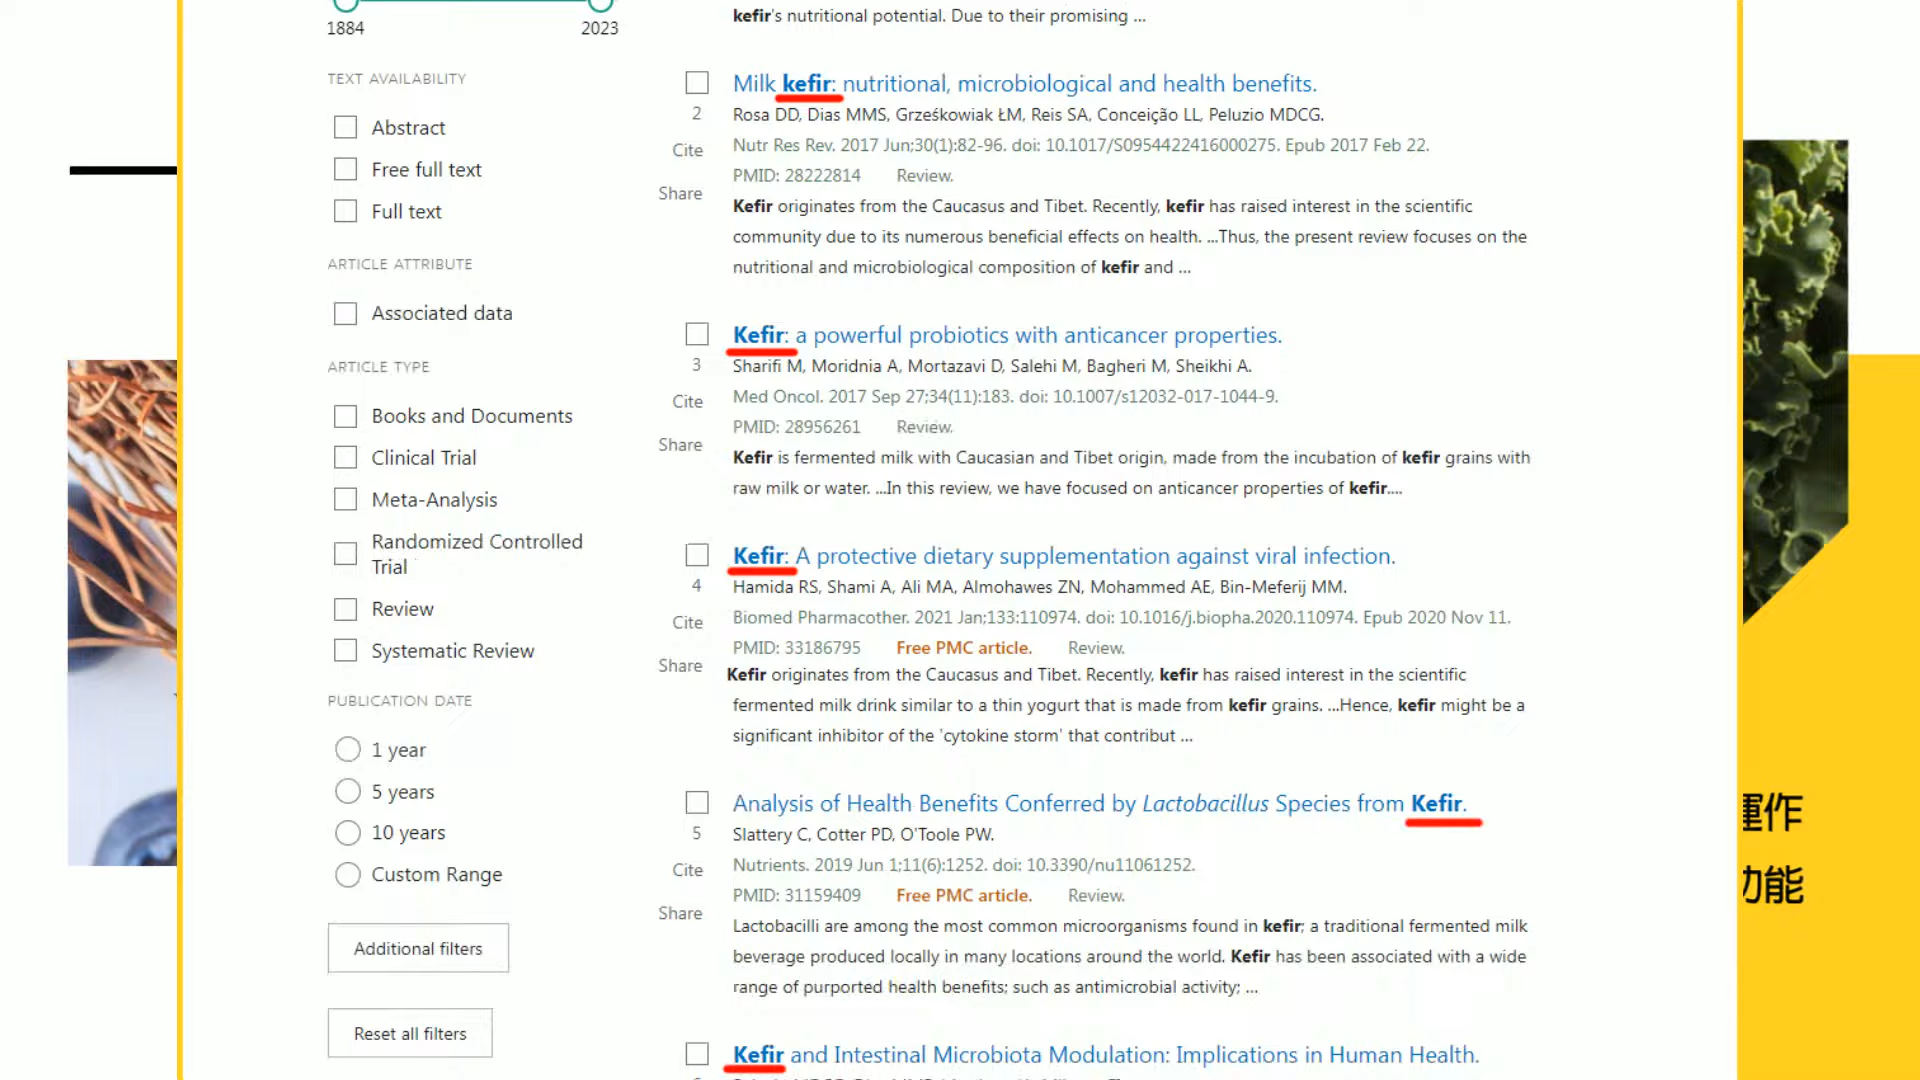 1884 2023
TEXT AVAILABILITY
Abstract
Free full text
Full text
ARTICLE ATTRIBUTE
Associated data
ARTICLE TYPE
Books and Documents
Clinical Trial
Meta-Analysis
Randomized Controlled
Trial
Review
Systematic Review
PUBLICATION DATE
1 year
5 years
10 years
Custom Range
Additional filters
Reset all filters
kefir's nutritional potential. Due to their promising ...
Milk kefir: nutritional, microbiological and health benefits.
2
Cite
Share
Rosa DD, Dias MMS, Grześkowiak ŁM, Reis SA, Conceição LL, Peluzio MDCG.
Nutr Res Rev. 2017 Jun;30(1):82-96. doi: 10.1017/S0954422416000275. Epub 2017 Feb 22.
PMID: 28222814 Review.
Kefir originates from the Caucasus and Tibet. Recently, kefir has raised interest in the scientific
community due to its numerous beneficial effects on health. ...Thus, the present review focuses on the
nutritional and microbiological composition of kefir and ...
Kefir: a powerful probiotics with anticancer properties.
3
Cite
Share
Sharifi M, Moridnia A, Mortazavi D, Salehi M, Bagheri M, Sheikhi A.
Med Oncol. 2017 Sep 27;34(11):183. doi: 10.1007/s12032-017-1044-9.
PMID: 28956261 Review.
Kefir is fermented milk with Caucasian and Tibet origin, made from the incubation of kefir grains with
raw milk or water. ...In this review, we have focused on anticancer properties of kefir....
Kefir: A protective dietary supplementation against viral infection.
4
Cite
Share
Hamida RS, Shami A, Ali MA, Almohawes ZN, Mohammed AE, Bin-Meferij MM.
Biomed Pharmacother. 2021 Jan;133:110974. doi: 10.1016/j.biopha.2020.110974. Epub 2020 Nov 11.
PMID: 33186795 Free PMC article. Review.
Kefir originates from the Caucasus and Tibet. Recently, kefir has raised interest in the scientific
fermented milk drink similar to a thin yogurt that is made from kefir grains. ...Hence, kefir might be a
significant inhibitor of the 'cytokine storm' that contribut ...
Analysis of Health Benefits Conferred by Lactobacillus Species from Kefir.
5
Cite
Share
Slattery C, Cotter PD, O'Toole PW.
Nutrients. 2019 Jun 1;11(6):1252. doi: 10.3390/nu11061252.
PMID: 31159409 Free PMC article. Review.
Lactobacilli are among the most common microorganisms found in kefir; a traditional fermented milk
beverage produced locally in many locations around the world. Kefir has been associated with a wide
range of purported health benefits; such as antimicrobial activity; ...
Kefir and Intestinal Microbiota Modulation: Implications in Human Health.
運作
功能